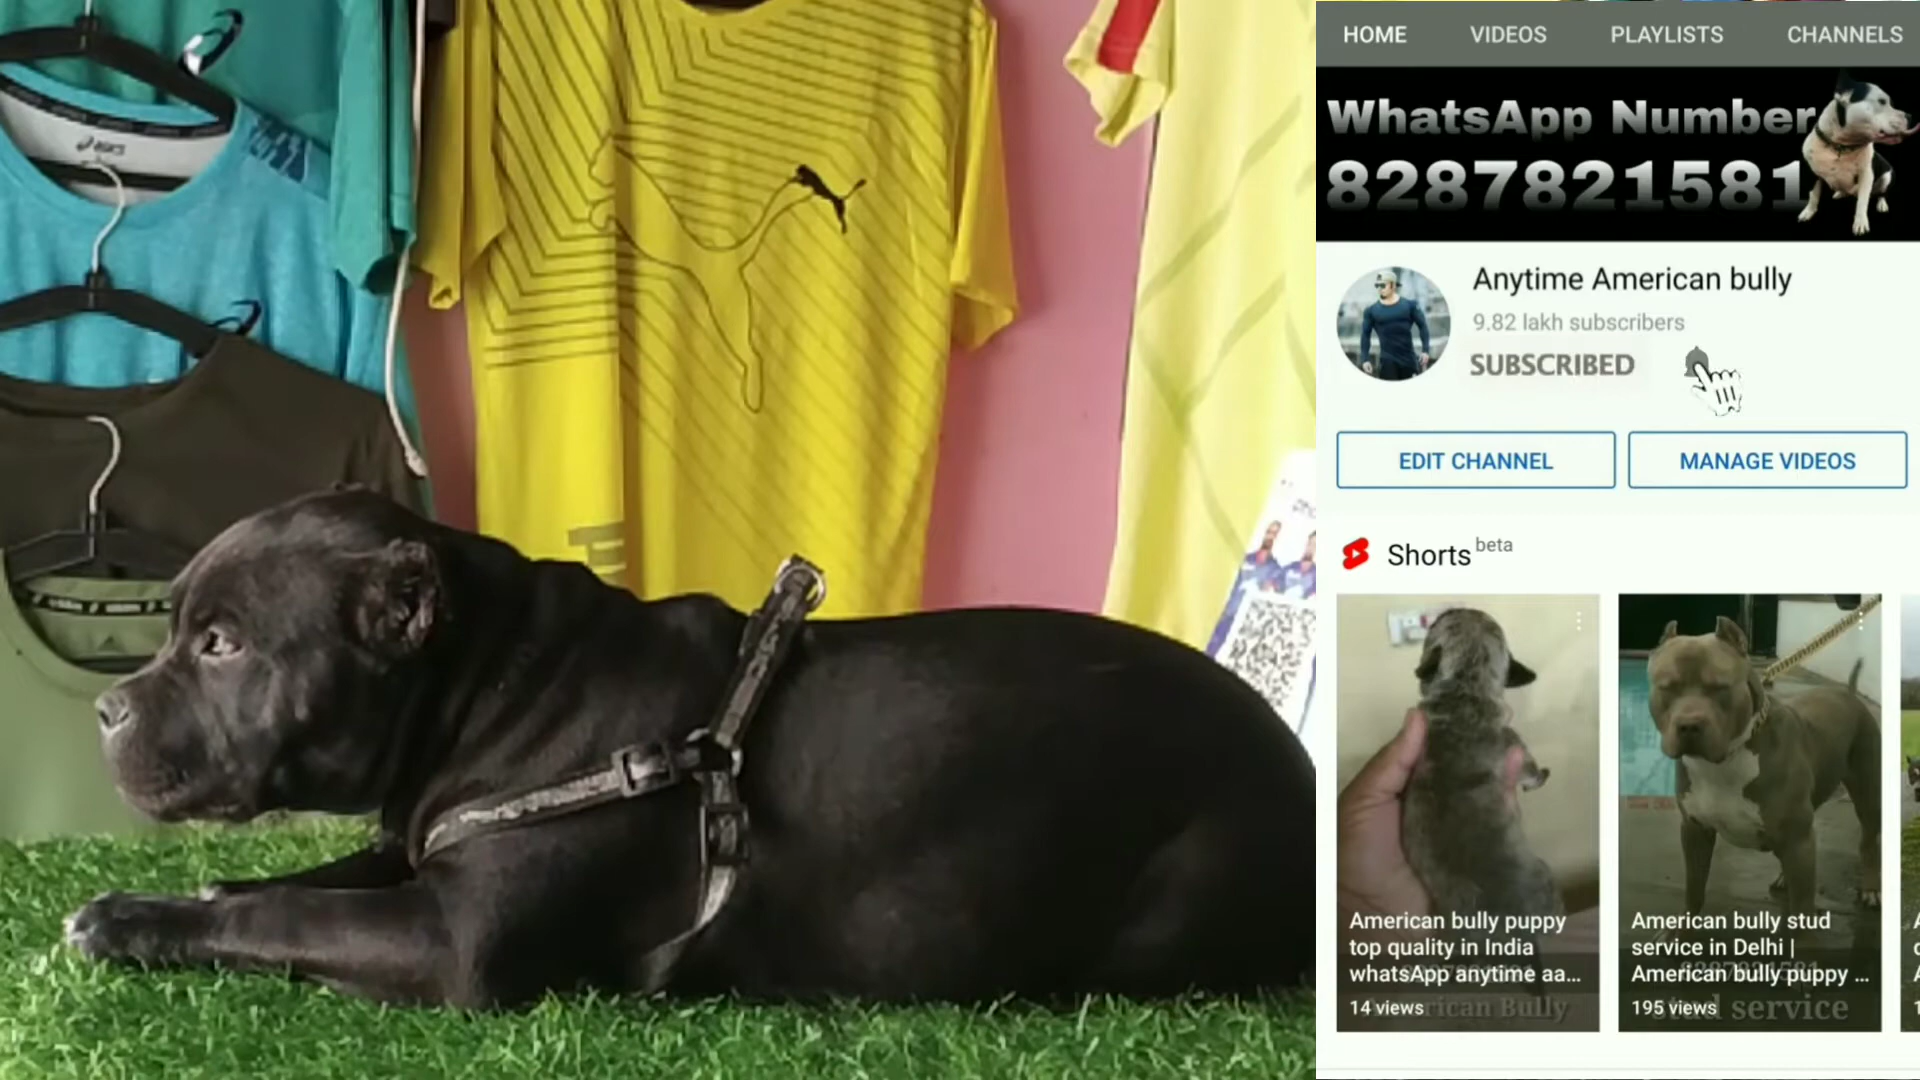 HOME VIDEOS PLAYLISTS CHANNELS
WhatsApp Number
8287821581
Anytime American bully
9.82 lakh subscribers
SUBSCRIBED
EDIT CHANNEL MANAGE VIDEOS
Shorts beta
American bully puppy
top quality in India
whatsApp anytime aa...
14 views
American bully stud
service in Delhi |
American bully puppy ...
195 views
stud service